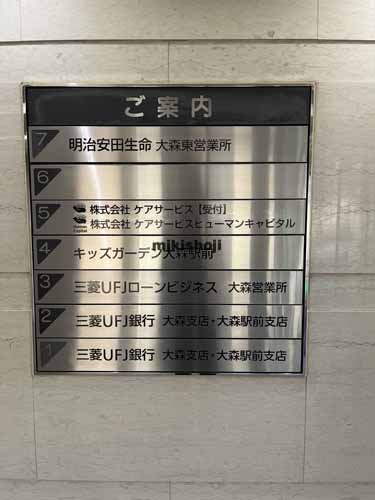 ご案内
7 明治安田生命 大森東営業所
6
5 株式会社 ケアサービス【受付】
株式会社 ケアサービスヒューマンキャピタル
mikishoji
4 キッズガーデン大森駅前
3 三菱UFJローンビジネス 大森営業所
2 三菱UFJ銀行 大森支店・大森駅前支店
1 三菱UFJ銀行 大森支店・大森駅前支店